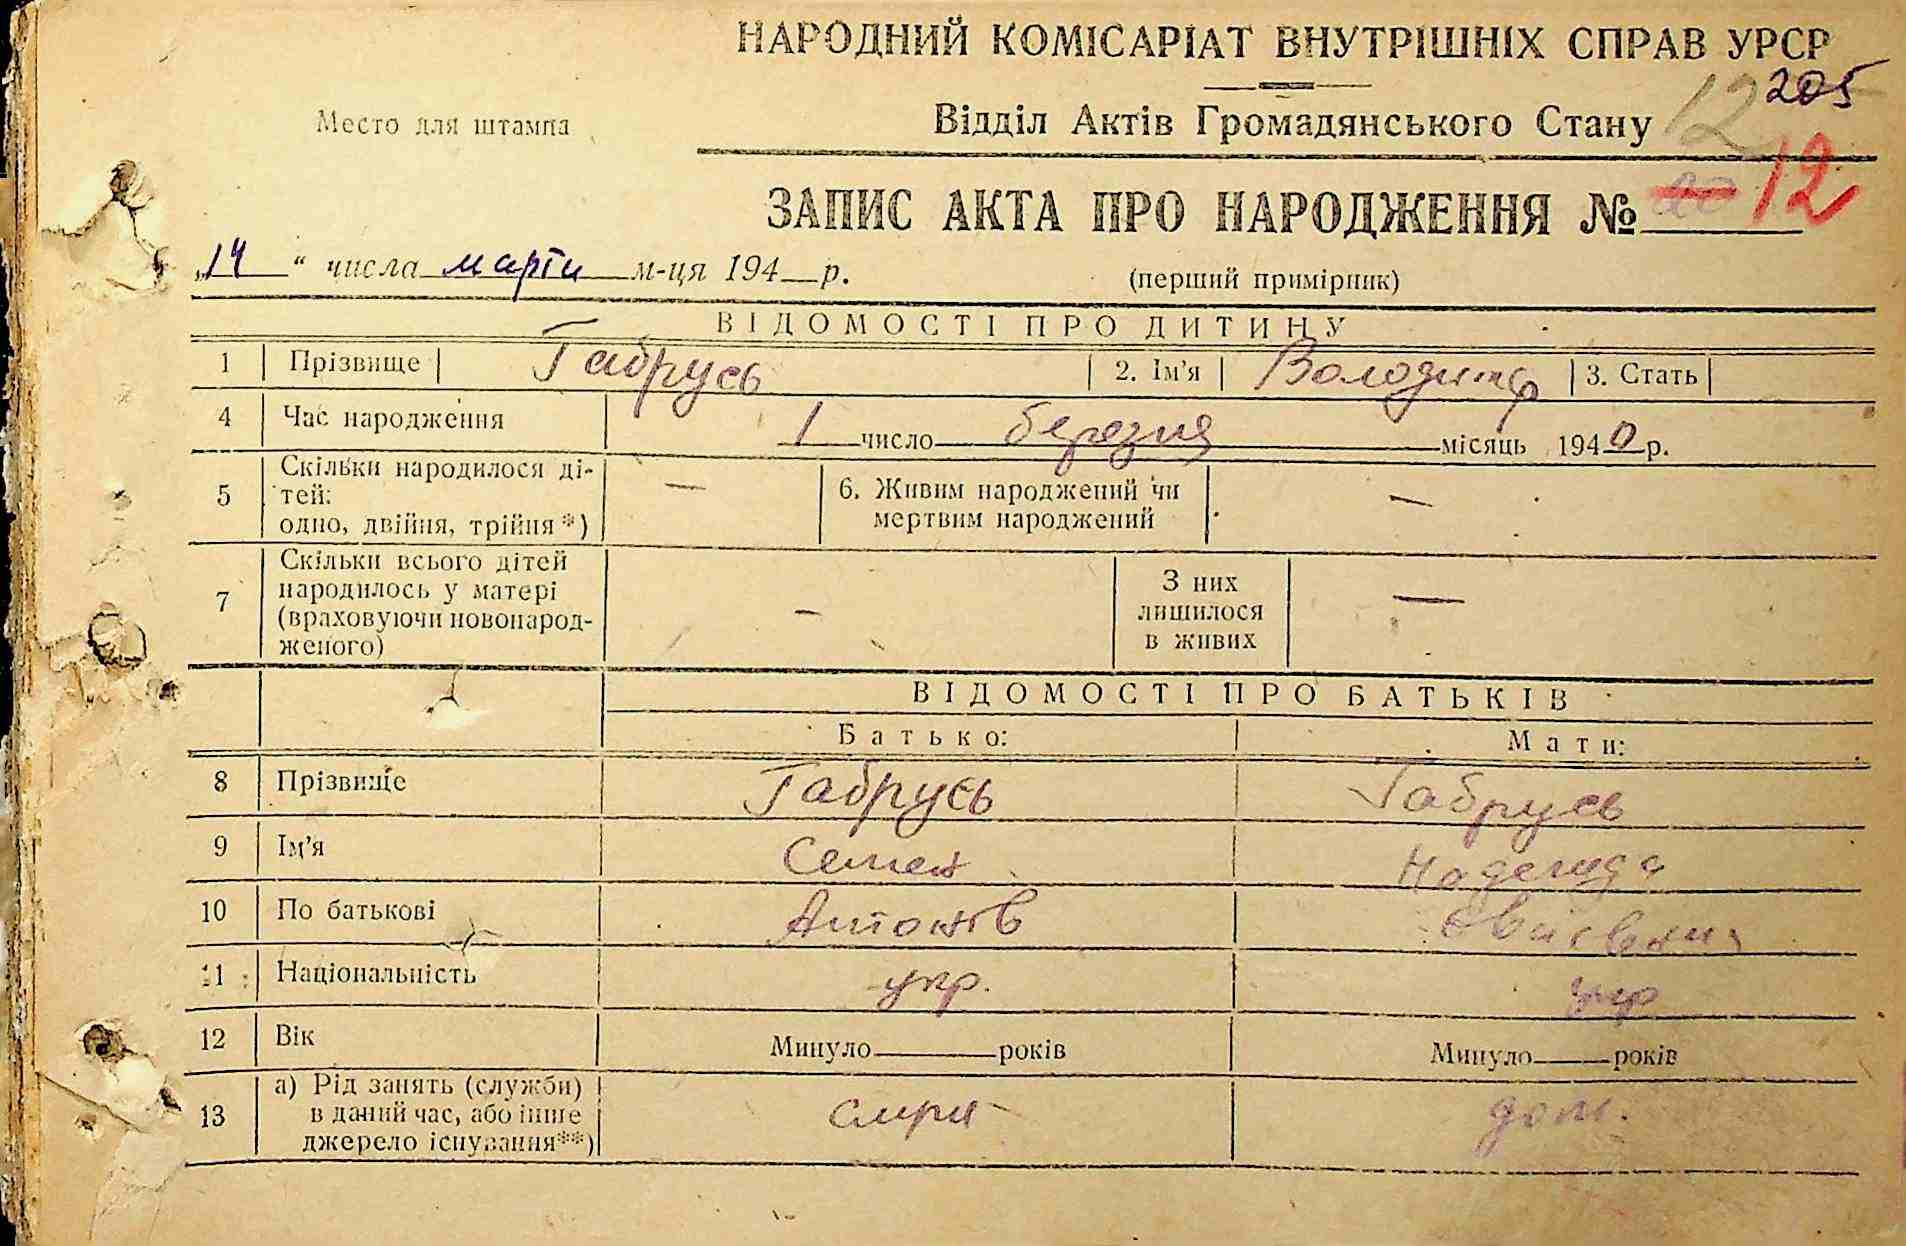 НАРОДНИЙ КОМІСАРІАТ ВНУТРІШНІХ СПРАВ УРСР
12 205
Место для штампа
Відділ Актів Громадянського Стану
ЗАПИС АКТА ПРО НАРОДЖЕННЯ № 12
„14“ числа марта м-ця 194 р. (перший примірник)
ВІДОМОСТІ ПРО ДИТИНУ
1 Прізвище Габрусь 2. Ім'я Володимр 3. Стать
4 Час народження 1 число березня місяць 1940 р.
5 Скільки народилося дітей: одно, двійня, трійня*) — 6. Живим народжений чи мертвим народжений —
7 Скільки всього дітей народилось у матері (враховуючи новонародженого) — З них лишилося в живих —
ВІДОМОСТІ ПРО БАТЬКІВ
Батько: Мати:
8 Прізвище Габрусь Габрусь
9 Ім'я Семен Надежда
10 По батькові Антонів
11 Національність укр. укр
12 Вік Минуло років Минуло років
13 а) Рід занять (служби) в даний час, або інше джерело існування**) дом.